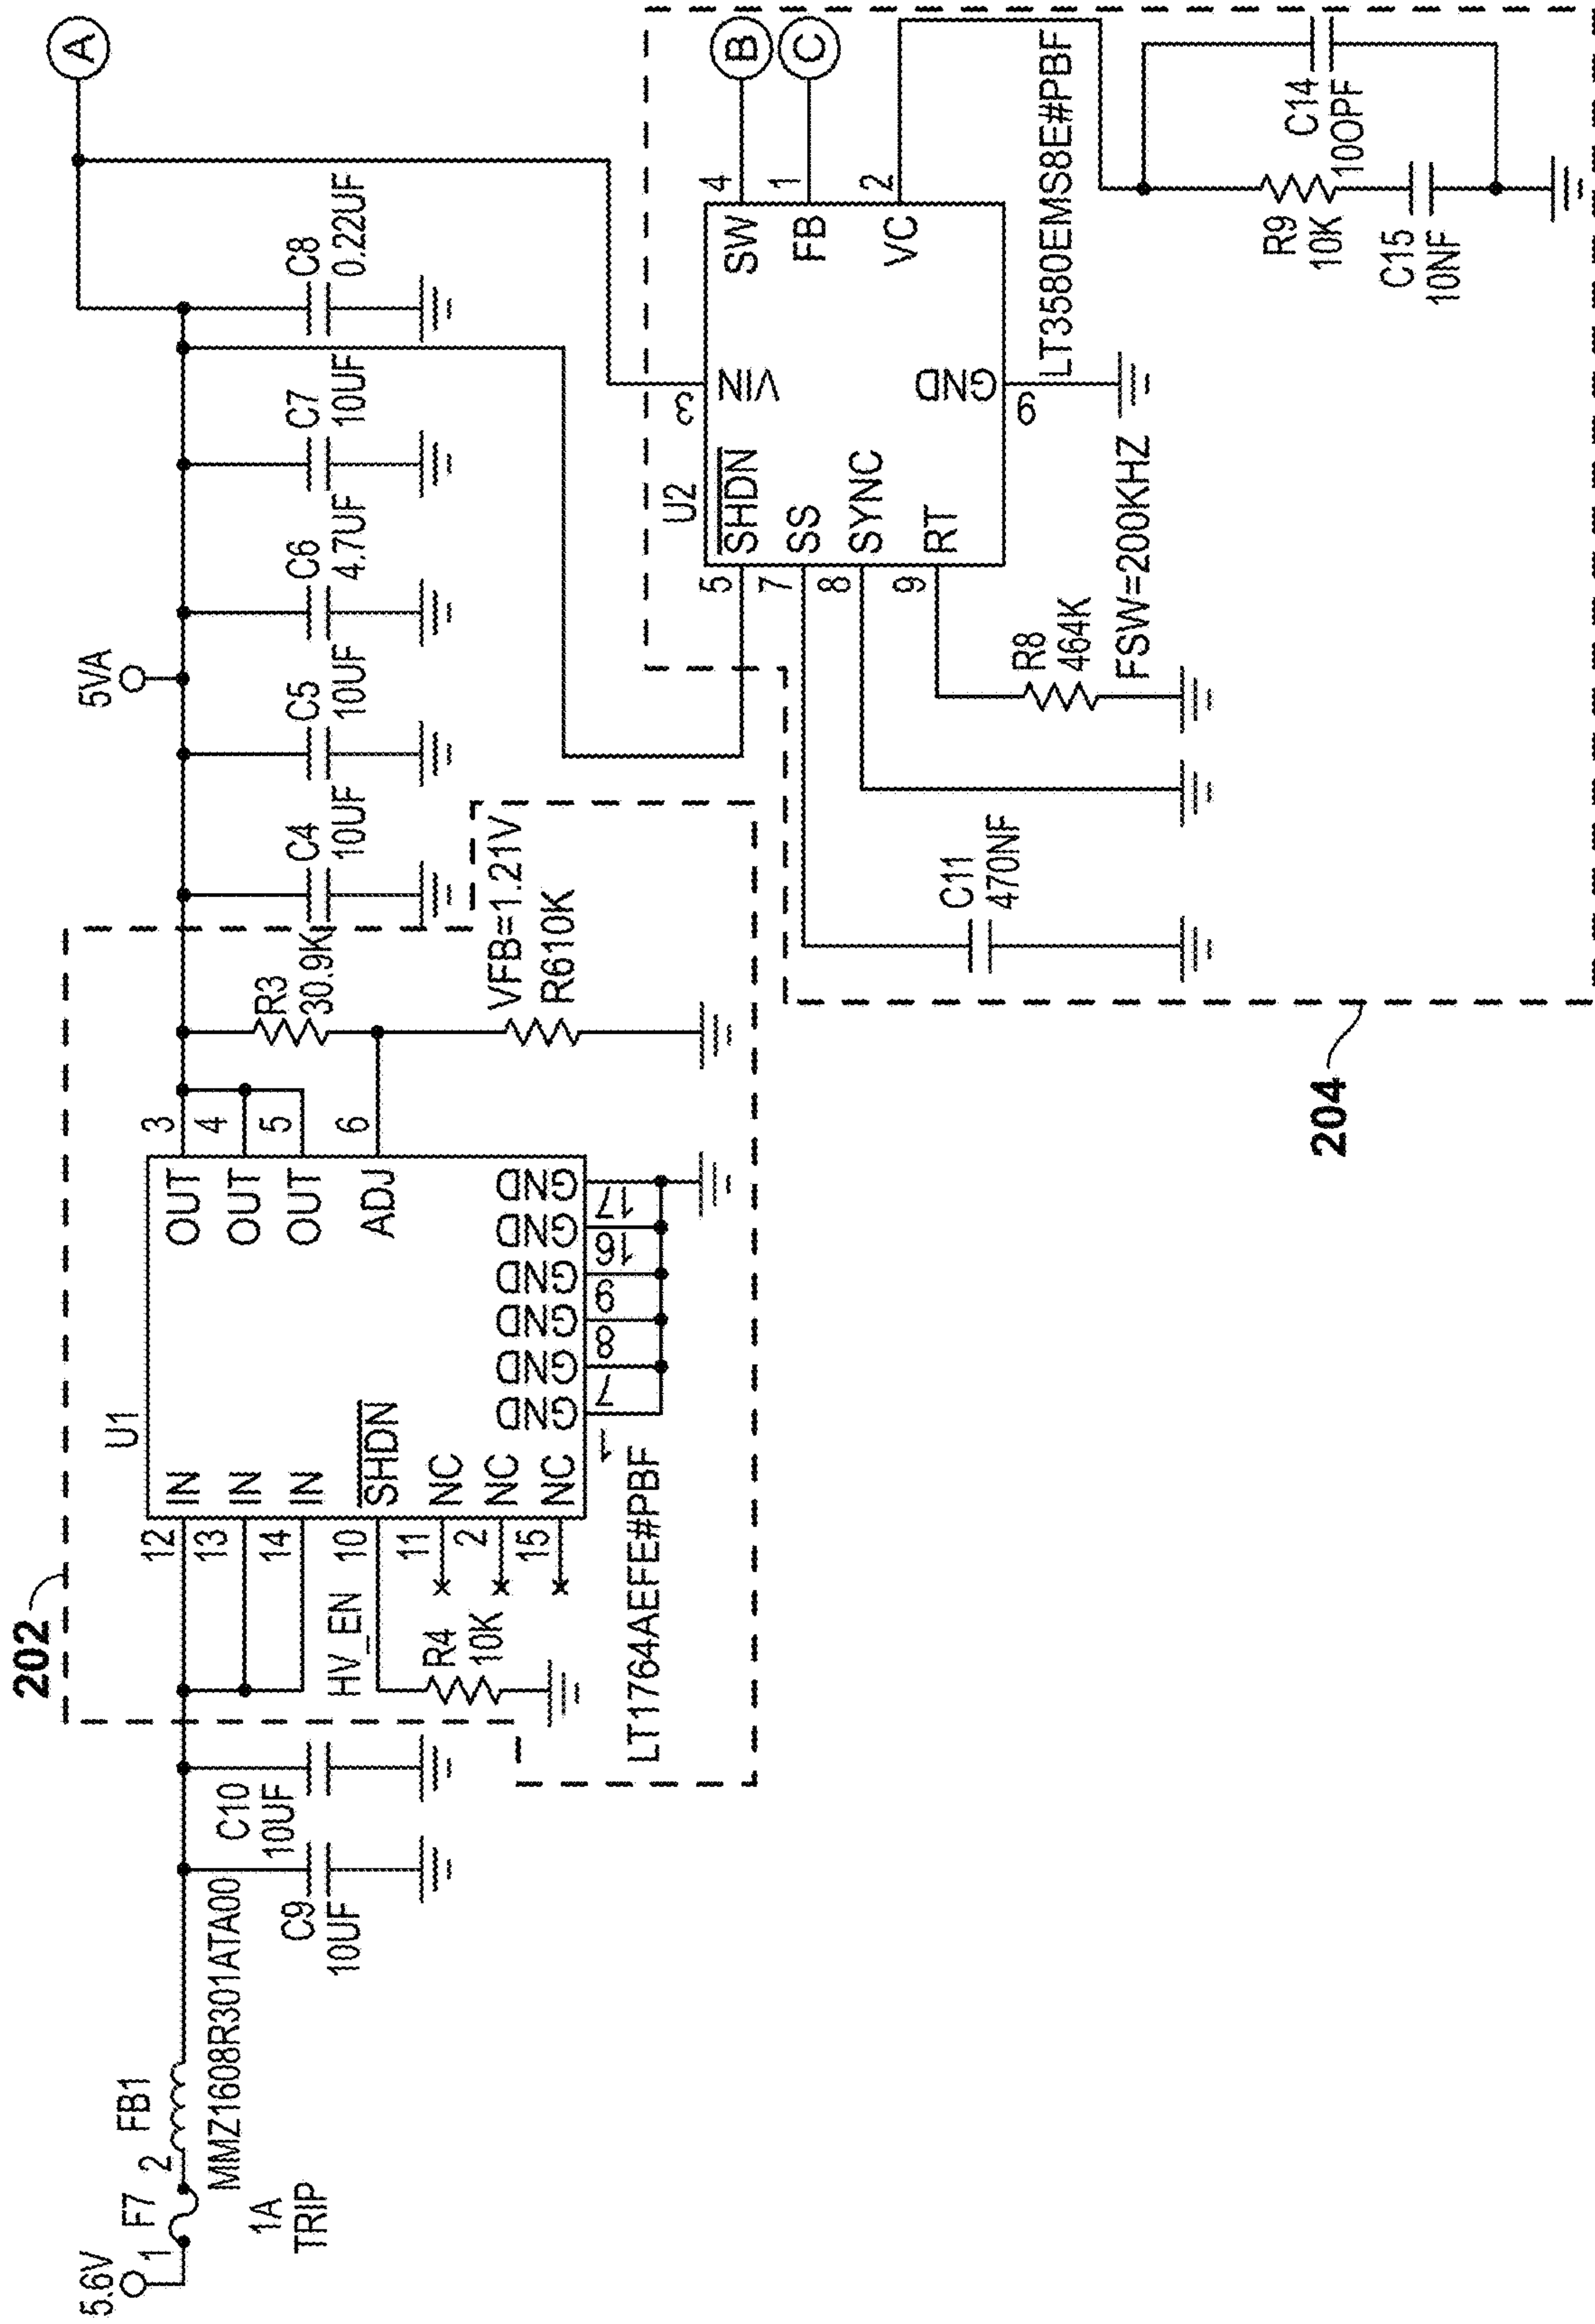 202
5.6V
1
F7
2
FB1
MMZ1608R301ATA00
1A
TRIP
C9
10UF
C10
10UF
U1
12
13
14
HV_EN
10
11
2
15
IN
IN
IN
SHDN
NC
NC
NC
OUT
OUT
OUT
ADJ
3
4
5
6
GND
GND
GND
GND
GND
GND
1
7
8
9
16
17
R4
10K
LT1764AEFE#PBF
R3
30.9K
VFB=1.21V
R610K
C4
10UF
C5
10UF
5VA
C6
4.7UF
C7
10UF
C8
0.22UF
A
U2
5
7
8
9
SHDN
SS
SYNC
RT
3
VIN
GND
9
SW
FB
VC
4
1
2
B
C
LT3580EMS8E#PBF
R8
464K
FSW=200KHZ
C11
470NF
R9
10K
C14
100PF
C15
10NF
204